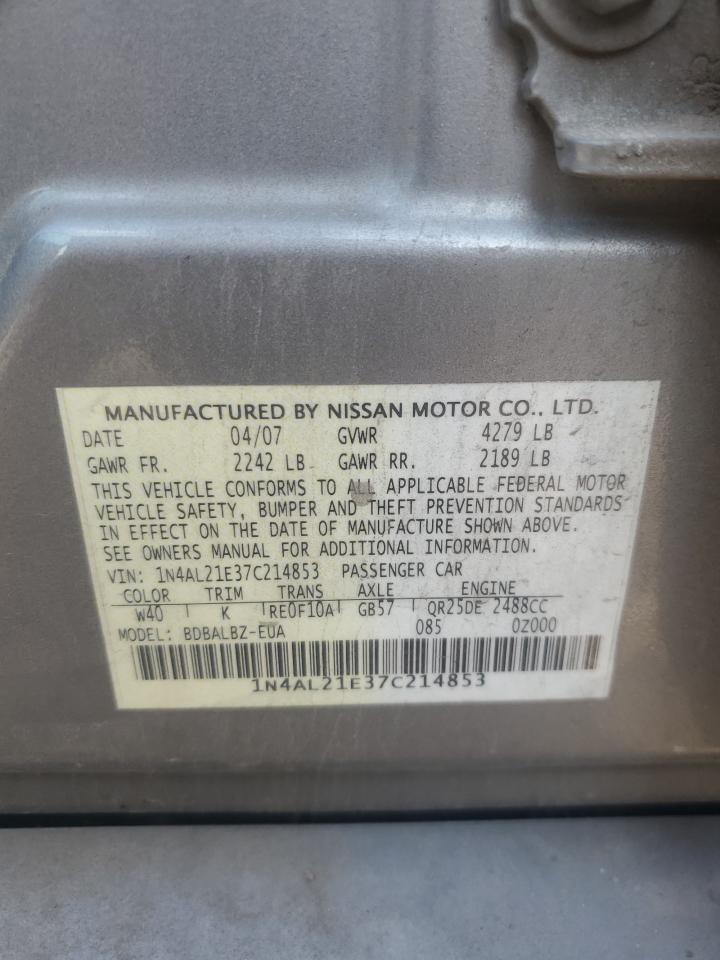 MANUFACTURED BY NISSAN MOTOR CO., LTD.
DATE 04/07 GVWR 4279 LB
GAWR FR. 2242 LB GAWR RR. 2189 LB
THIS VEHICLE CONFORMS TO ALL APPLICABLE FEDERAL MOTOR
VEHICLE SAFETY, BUMPER AND THEFT PREVENTION STANDARDS
IN EFFECT ON THE DATE OF MANUFACTURE SHOWN ABOVE.
SEE OWNERS MANUAL FOR ADDITIONAL INFORMATION.
VIN: 1N4AL21E37C214853 PASSENGER CAR
COLOR TRIM TRANS AXLE ENGINE
W40 K RE0F10A GB57 QR25DE 2488CC
MODEL: BDBALBZ-EUA 085 0Z000
1N4AL21E37C214853